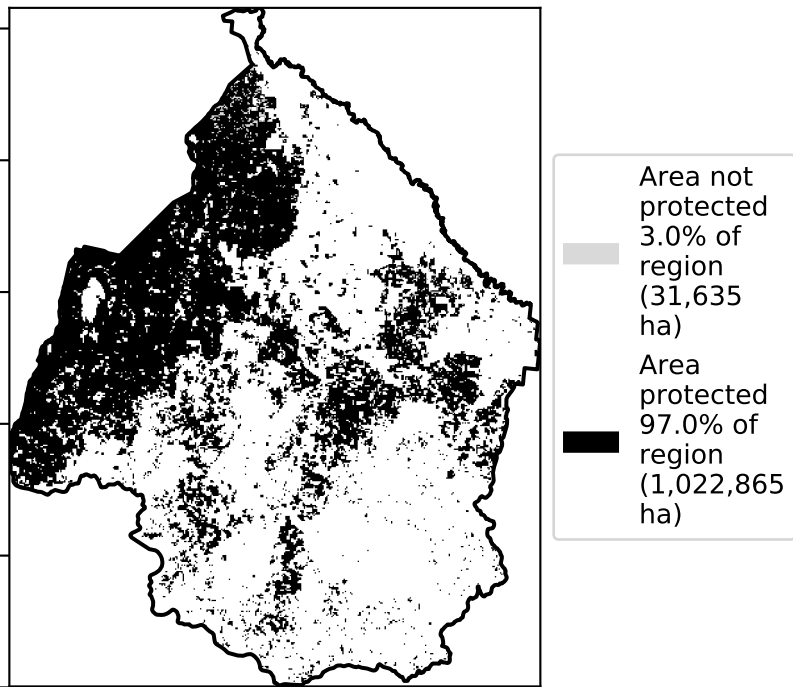 Area not
protected
3.0% of
region
(31,635
ha)
Area
protected
97.0% of
region
(1,022,865
ha)